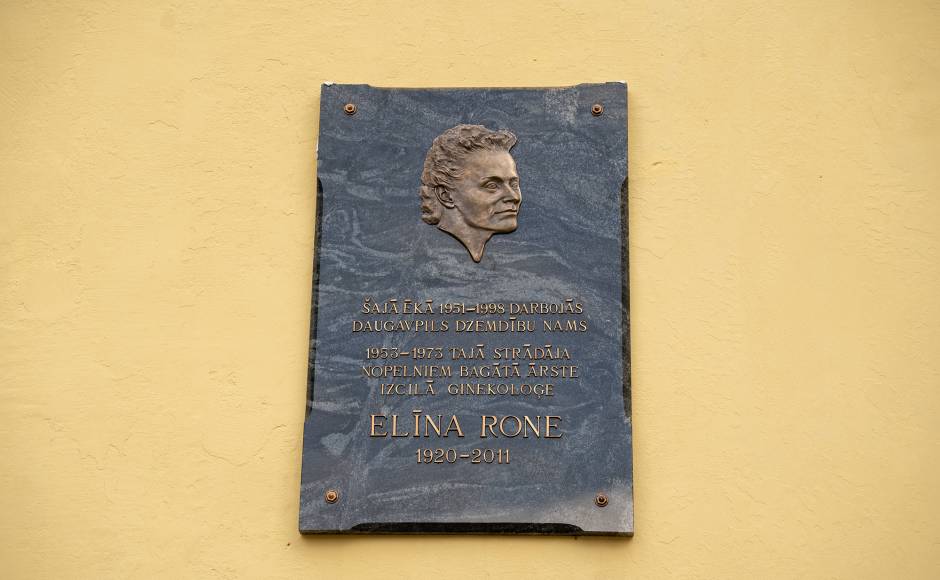 ŠAJĀ ĒKĀ 1951–1998 DARBOJĀS
DAUGAVPILS DZEMDĪBU NAMS
1953–1973 TAJĀ STRĀDĀJA
NOPELNIEM BAGĀTĀ ĀRSTE
IZCILĀ GINEKOLOĢE
ELĪNA RONE
1920–2011